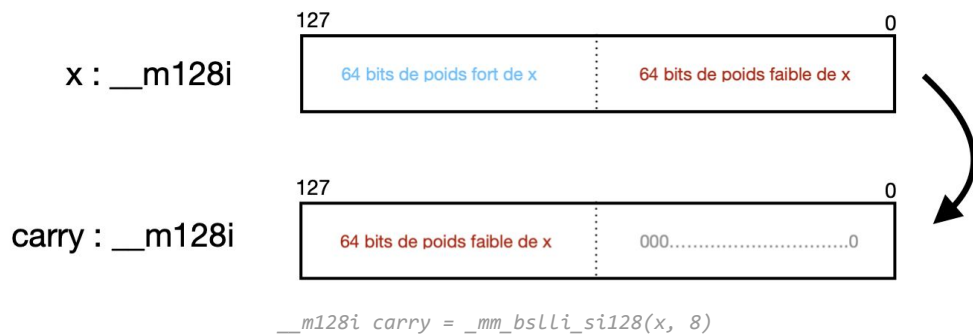 127 0
x : __m128i 64 bits de poids fort de x 64 bits de poids faible de x
127 0
carry : __m128i 64 bits de poids faible de x 000..............................0
__m128i carry = _mm_bslli_si128(x, 8)